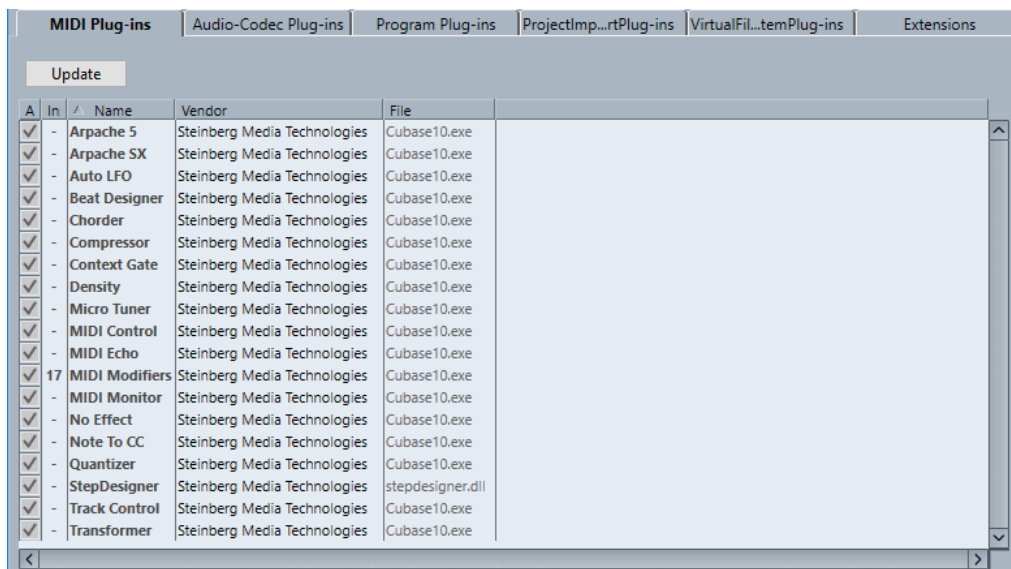 MIDI Plug-ins Audio-Codec Plug-ins Program Plug-ins ProjectImp...rtPlug-ins VirtualFil...temPlug-ins Extensions
Update
A In Name Vendor File
- Arpache 5 Steinberg Media Technologies Cubase10.exe
- Arpache SX Steinberg Media Technologies Cubase10.exe
- Auto LFO Steinberg Media Technologies Cubase10.exe
- Beat Designer Steinberg Media Technologies Cubase10.exe
- Chorder Steinberg Media Technologies Cubase10.exe
- Compressor Steinberg Media Technologies Cubase10.exe
- Context Gate Steinberg Media Technologies Cubase10.exe
- Density Steinberg Media Technologies Cubase10.exe
- Micro Tuner Steinberg Media Technologies Cubase10.exe
- MIDI Control Steinberg Media Technologies Cubase10.exe
- MIDI Echo Steinberg Media Technologies Cubase10.exe
17 MIDI Modifiers Steinberg Media Technologies Cubase10.exe
- MIDI Monitor Steinberg Media Technologies Cubase10.exe
- No Effect Steinberg Media Technologies Cubase10.exe
- Note To CC Steinberg Media Technologies Cubase10.exe
- Quantizer Steinberg Media Technologies Cubase10.exe
- StepDesigner Steinberg Media Technologies stepdesigner.dll
- Track Control Steinberg Media Technologies Cubase10.exe
- Transformer Steinberg Media Technologies Cubase10.exe